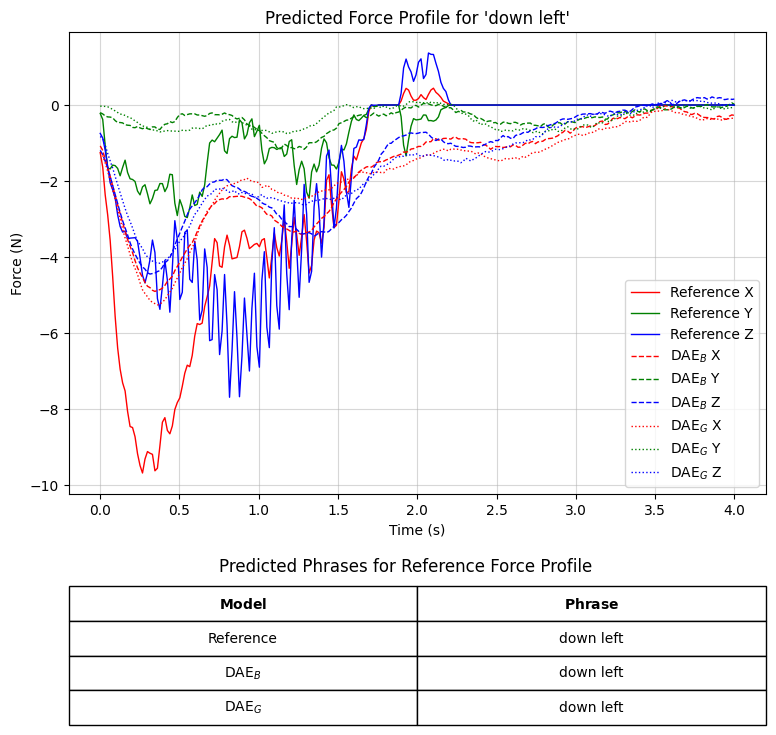 Predicted Force Profile for 'down left'
Force (N)
0
−2
−4
−6
−8
−10
Reference X
Reference Y
Reference Z
DAE_B X
DAE_B Y
DAE_B Z
DAE_G X
DAE_G Y
DAE_G Z
0.0 0.5 1.0 1.5 2.0 2.5 3.0 3.5 4.0
Time (s)
Predicted Phrases for Reference Force Profile
Model Phrase
Reference down left
DAE_B down left
DAE_G down left